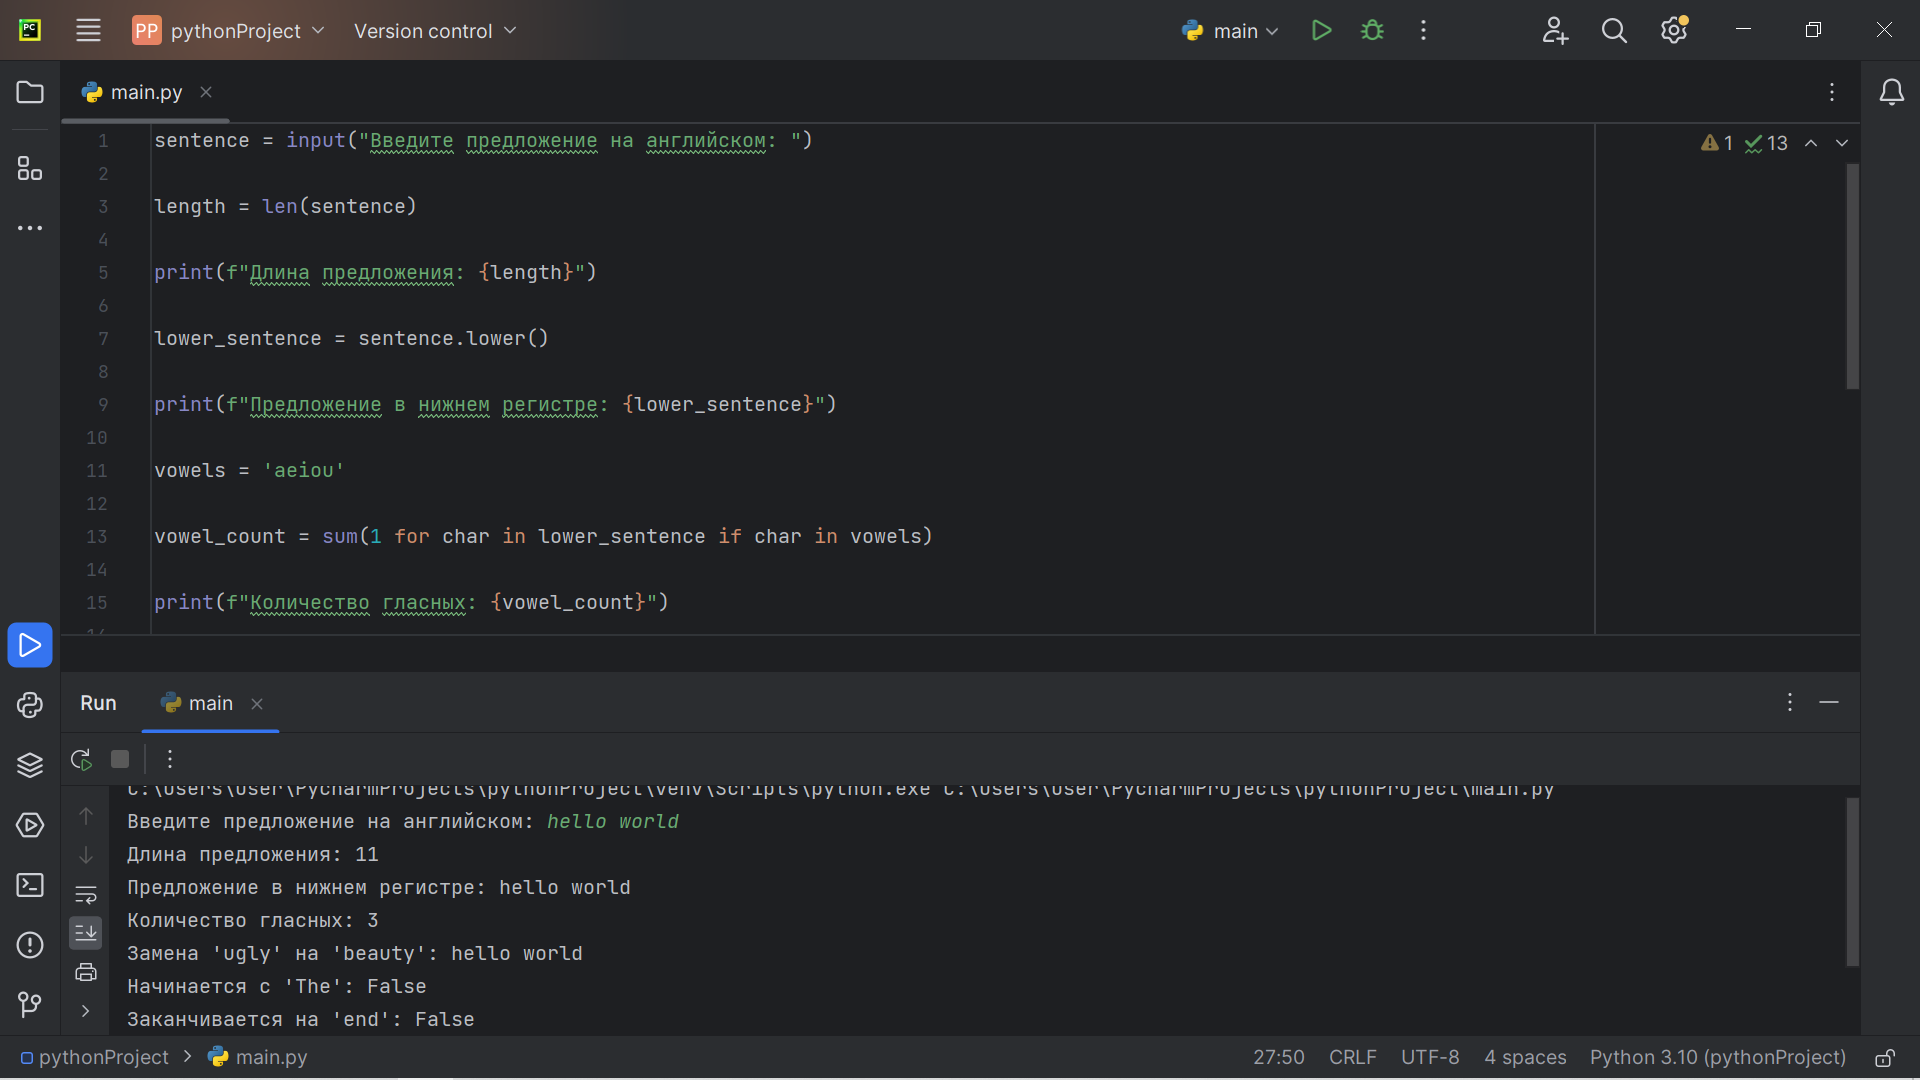 PC
PP pythonProject Version control main
main.py
1 sentence = input("Введите предложение на английском: ") 1 13
2
3 length = len(sentence)
4
5 print(f"Длина предложения: {length}")
6
7 lower_sentence = sentence.lower()
8
9 print(f"Предложение в нижнем регистре: {lower_sentence}")
10
11 vowels = 'aeiou'
12
13 vowel_count = sum(1 for char in lower_sentence if char in vowels)
14
15 print(f"Количество гласных: {vowel_count}")
Run main
C:\Users\User\PycharmProjects\pythonProject\venv\Scripts\python.exe C:\Users\User\PycharmProjects\pythonProject\main.py
Введите предложение на английском: hello world
Длина предложения: 11
Предложение в нижнем регистре: hello world
Количество гласных: 3
Замена 'ugly' на 'beauty': hello world
Начинается с 'The': False
Заканчивается на 'end': False
pythonProject > main.py 27:50 CRLF UTF-8 4 spaces Python 3.10 (pythonProject)